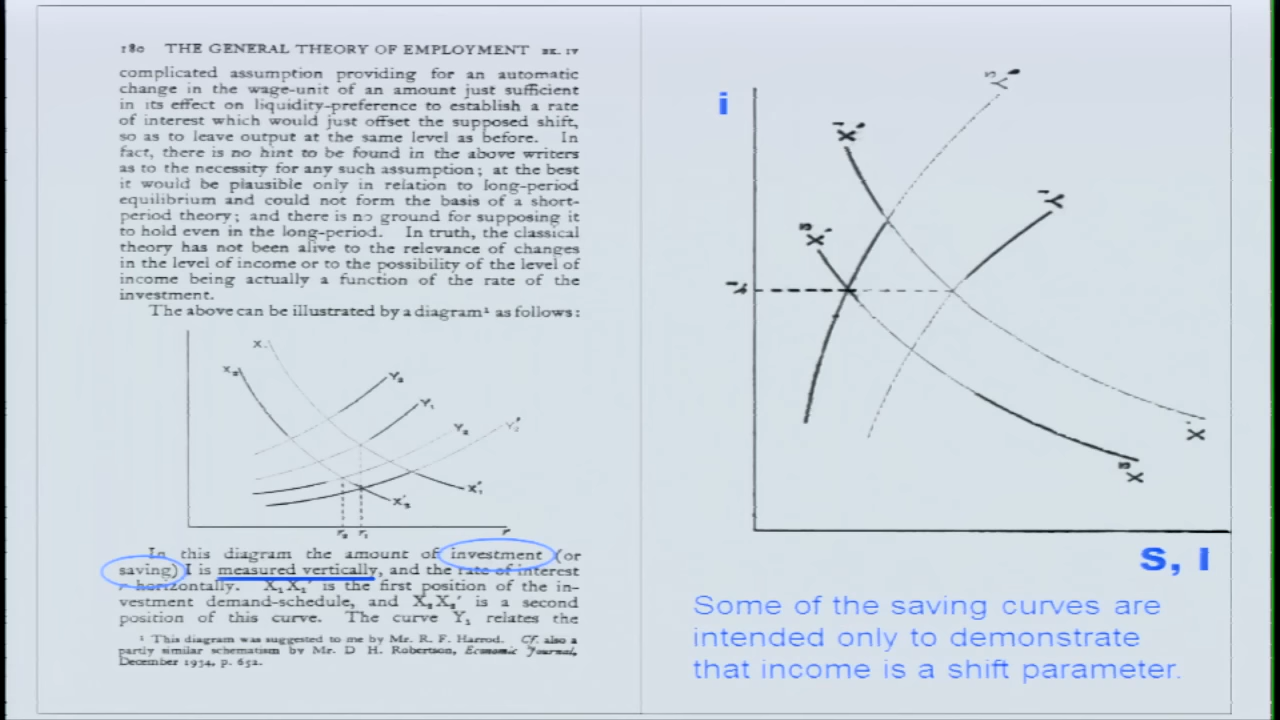 180 THE GENERAL THEORY OF EMPLOYMENT BK. IV
complicated assumption providing for an automatic
change in the wage-unit of an amount just sufficient
in its effect on liquidity-preference to establish a rate
of interest which would just offset the supposed shift,
so as to leave output at the same level as before. In
fact, there is no hint to be found in the above writers
as to the necessity for any such assumption; at the best
it would be plausible only in relation to long-period
equilibrium and could not form the basis of a short-
period theory; and there is no ground for supposing it
to hold even in the long-period. In truth, the classical
theory has not been alive to the relevance of changes
in the level of income or to the possibility of the level of
income being actually a function of the rate of the
investment.
The above can be illustrated by a diagram¹ as follows:
X₂
Y₁
X₁'
X₂'
r₂ r₁ r
In this diagram the amount of investment (or
saving) I is measured vertically, and the rate of interest
r horizontally. X₁X₁' is the first position of the in-
vestment demand-schedule, and X₂X₂' is a second
position of this curve. The curve Y₁ relates the
¹ This diagram was suggested to me by Mr. R. F. Harrod. Cf. also a
partly similar schematism by Mr. D. H. Robertson, Economic Journal,
December 1934, p. 652.
i
S, I
Some of the saving curves are
intended only to demonstrate
that income is a shift parameter.